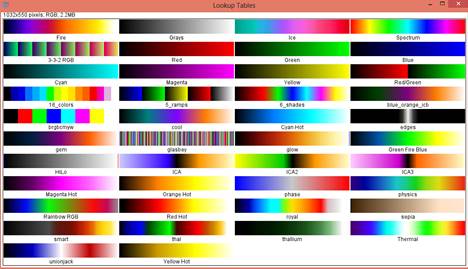 Lookup Tables
1032x550 pixels; RGB; 2.2MB
Fire Grays Ice Spectrum
3-3-2 RGB Red Green Blue
Cyan Magenta Yellow Red/Green
16_colors 5_ramps 6_shades blue_orange_icb
brgbcmyw cool Cyan Hot edges
gem glasbey glow Green Fire Blue
HiLo ICA ICA2 ICA3
Magenta Hot Orange Hot phase physics
Rainbow RGB Red Hot royal sepia
smart thal thallium Thermal
unionjack Yellow Hot